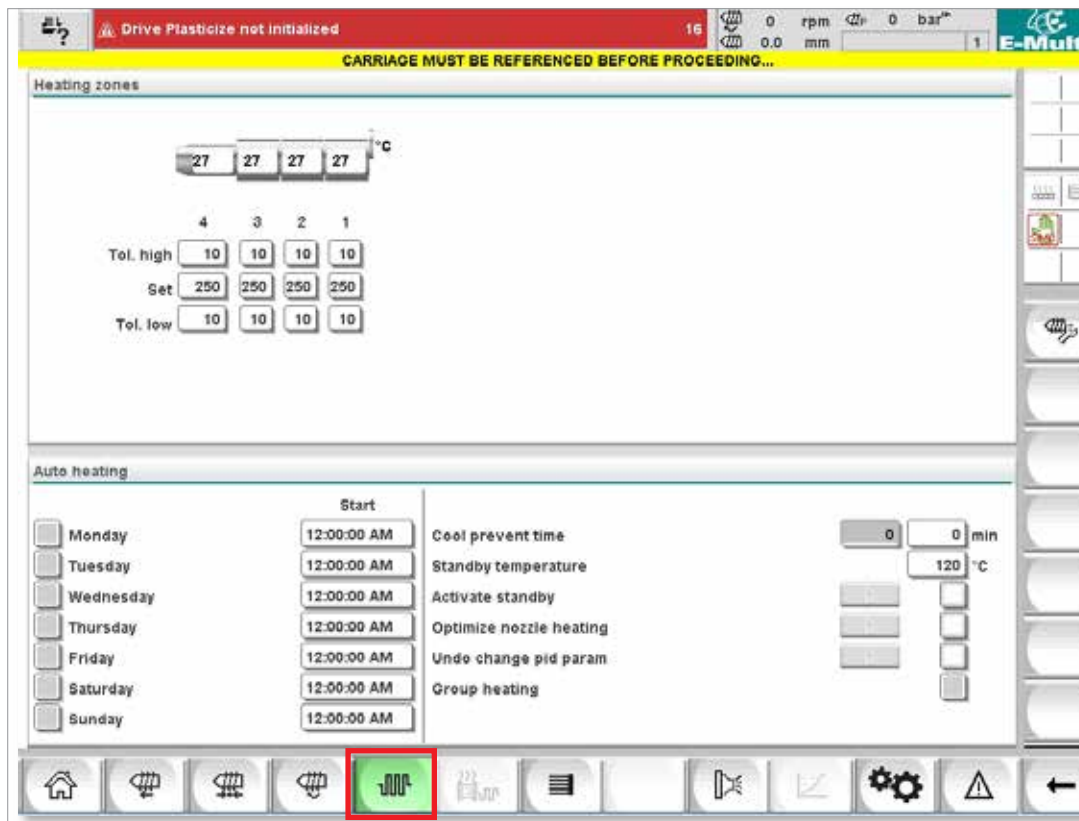 Drive Plasticize not initialized 16 0 rpm 0 bar
0.0 mm 1 E-Mult
CARRIAGE MUST BE REFERENCED BEFORE PROCEEDING...
Heating zones
27 27 27 27 °C
4 3 2 1
Tol. high 10 10 10 10
Set 250 250 250 250
Tol. low 10 10 10 10
Auto heating
Start
Monday 12:00:00 AM Cool prevent time 0 0 min
Tuesday 12:00:00 AM Standby temperature 120 °C
Wednesday 12:00:00 AM Activate standby
Thursday 12:00:00 AM Optimize nozzle heating
Friday 12:00:00 AM Undo change pid param
Saturday 12:00:00 AM Group heating
Sunday 12:00:00 AM